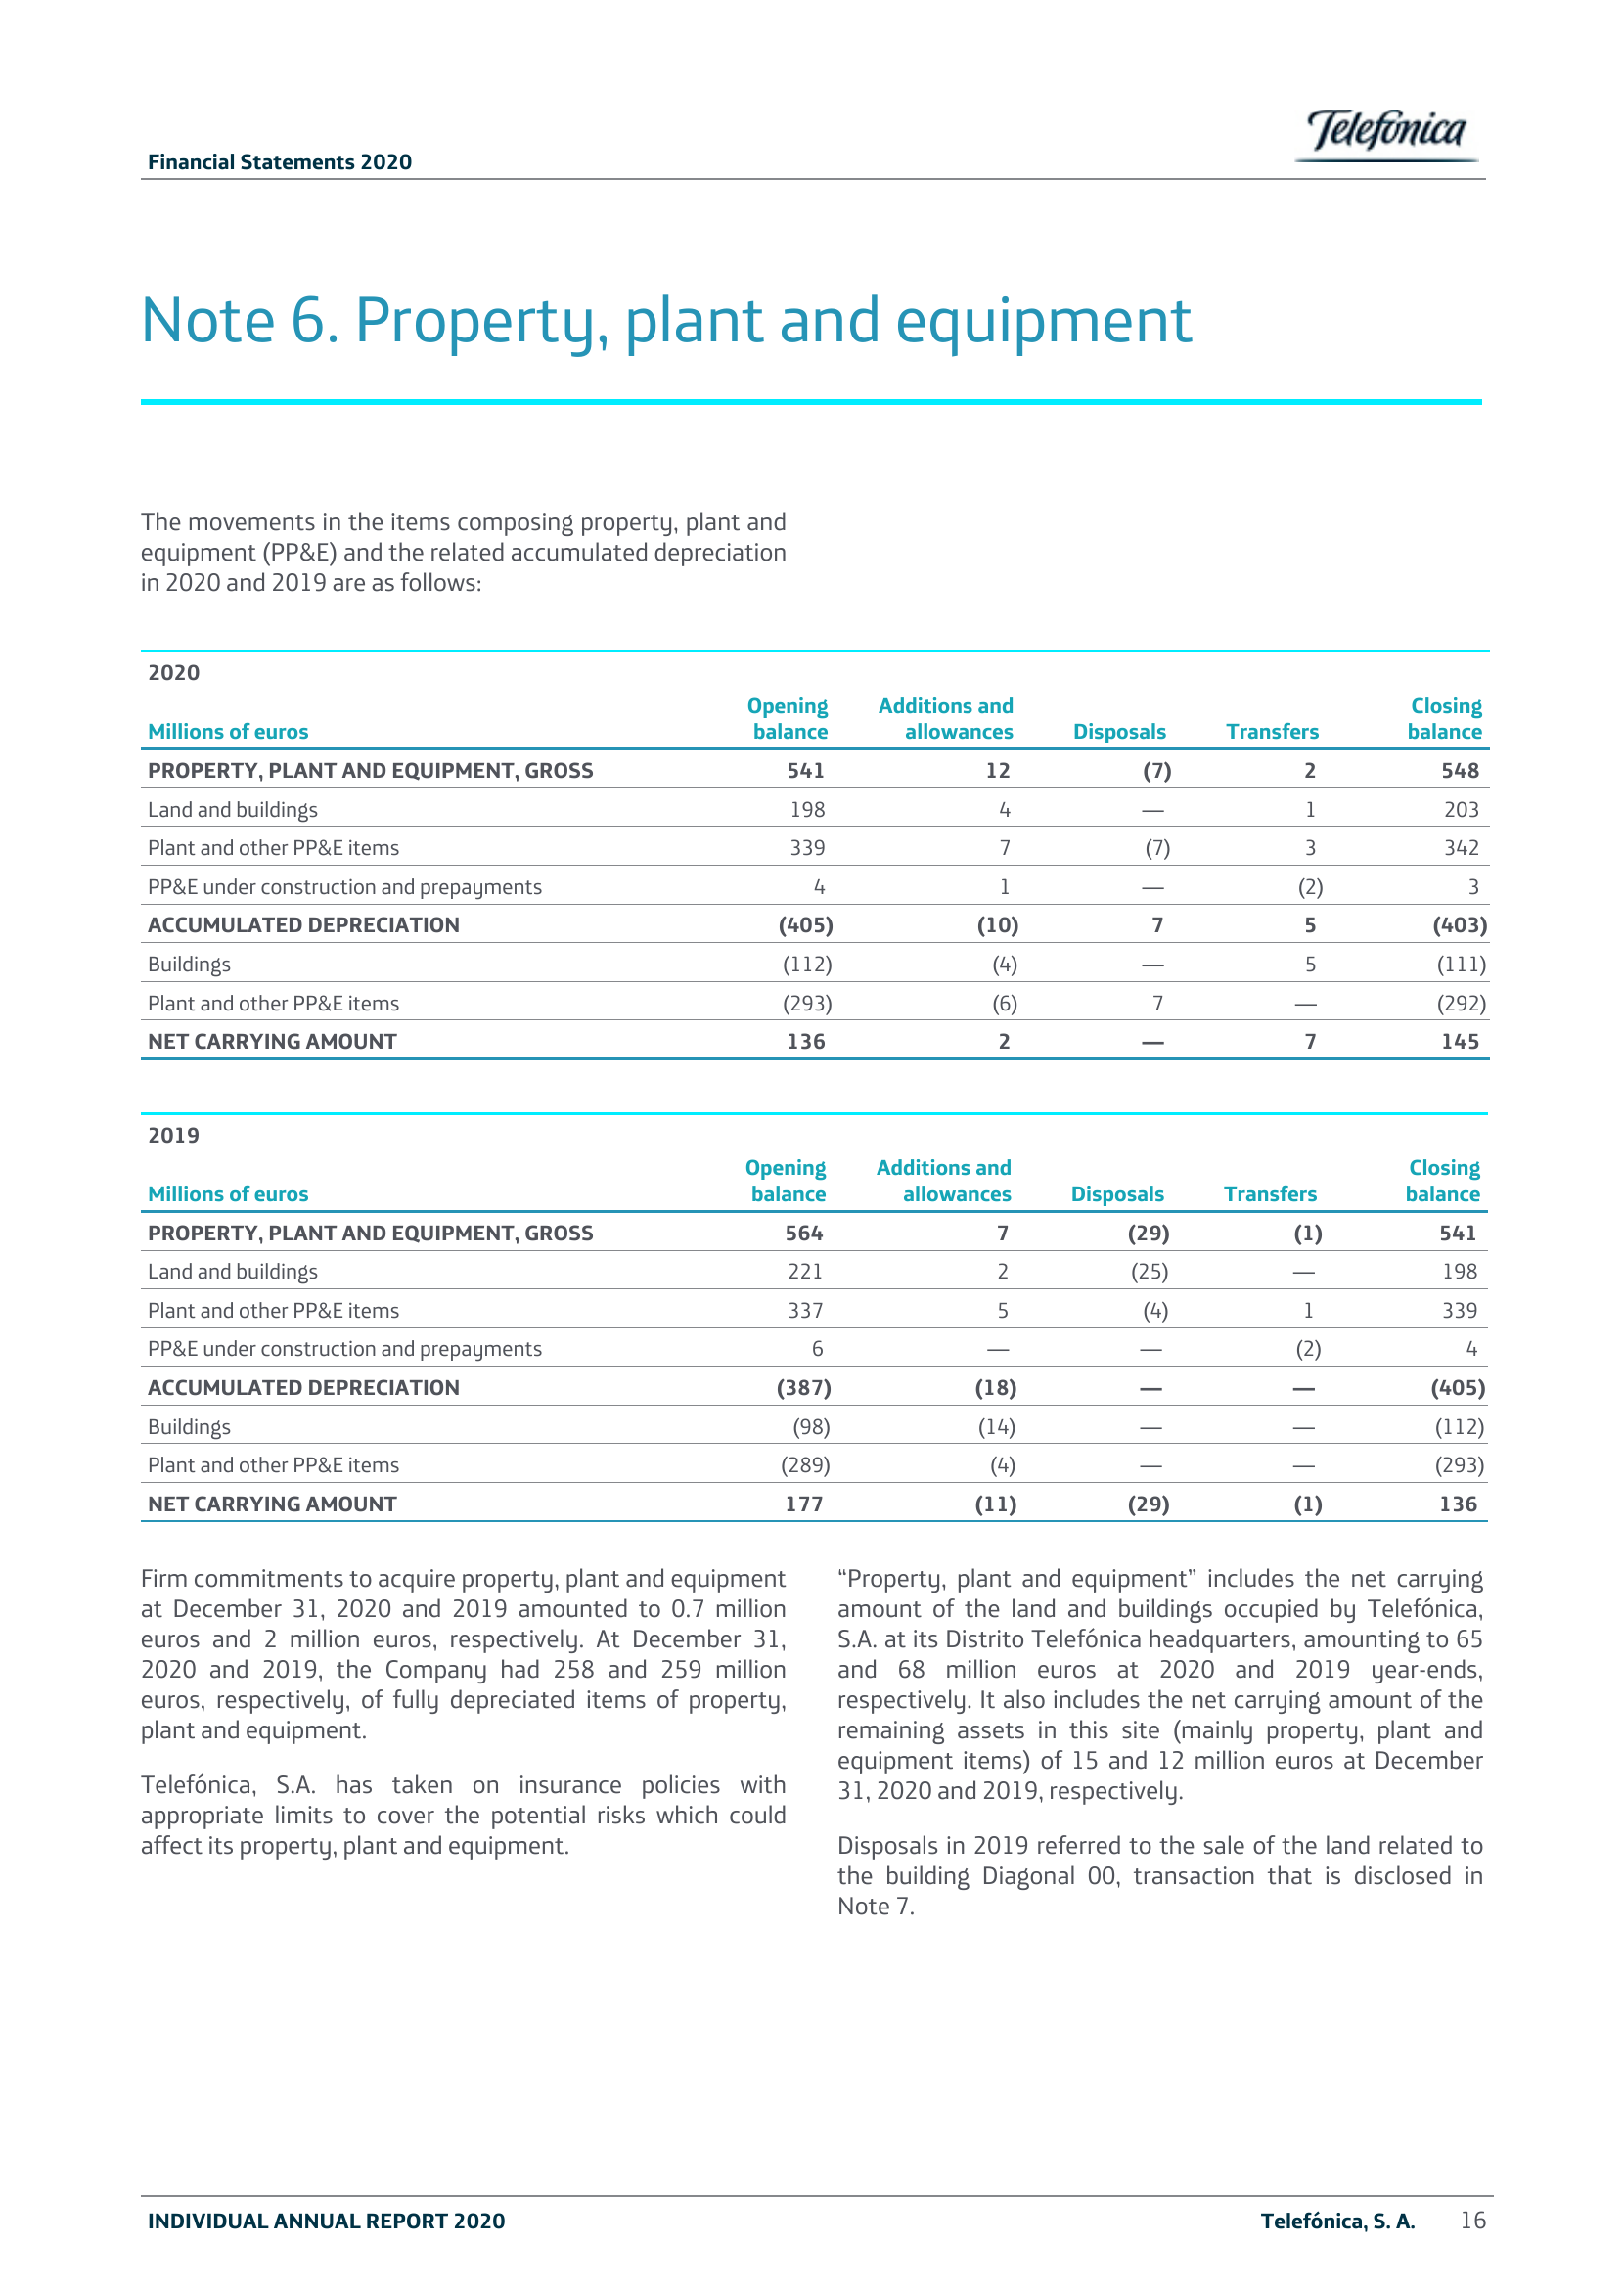 Telefónica
Financial Statements 2020
Note 6. Property, plant and equipment
The movements in the items composing property, plant and
equipment (PP&E) and the related accumulated depreciation
in 2020 and 2019 are as follows:
2020
Millions of euros Opening balance Additions and allowances Disposals Transfers Closing balance
PROPERTY, PLANT AND EQUIPMENT, GROSS 541 12 (7) 2 548
Land and buildings 198 4 — 1 203
Plant and other PP&E items 339 7 (7) 3 342
PP&E under construction and prepayments 4 1 — (2) 3
ACCUMULATED DEPRECIATION (405) (10) 7 5 (403)
Buildings (112) (4) — 5 (111)
Plant and other PP&E items (293) (6) 7 — (292)
NET CARRYING AMOUNT 136 2 — 7 145
2019
Millions of euros Opening balance Additions and allowances Disposals Transfers Closing balance
PROPERTY, PLANT AND EQUIPMENT, GROSS 564 7 (29) (1) 541
Land and buildings 221 2 (25) — 198
Plant and other PP&E items 337 5 (4) 1 339
PP&E under construction and prepayments 6 — — (2) 4
ACCUMULATED DEPRECIATION (387) (18) — — (405)
Buildings (98) (14) — — (112)
Plant and other PP&E items (289) (4) — — (293)
NET CARRYING AMOUNT 177 (11) (29) (1) 136
Firm commitments to acquire property, plant and equipment
at December 31, 2020 and 2019 amounted to 0.7 million
euros and 2 million euros, respectively. At December 31,
2020 and 2019, the Company had 258 and 259 million
euros, respectively, of fully depreciated items of property,
plant and equipment.
Telefónica, S.A. has taken on insurance policies with
appropriate limits to cover the potential risks which could
affect its property, plant and equipment.
“Property, plant and equipment” includes the net carrying
amount of the land and buildings occupied by Telefónica,
S.A. at its Distrito Telefónica headquarters, amounting to 65
and 68 million euros at 2020 and 2019 year-ends,
respectively. It also includes the net carrying amount of the
remaining assets in this site (mainly property, plant and
equipment items) of 15 and 12 million euros at December
31, 2020 and 2019, respectively.
Disposals in 2019 referred to the sale of the land related to
the building Diagonal 00, transaction that is disclosed in
Note 7.
INDIVIDUAL ANNUAL REPORT 2020 Telefónica, S. A. 16